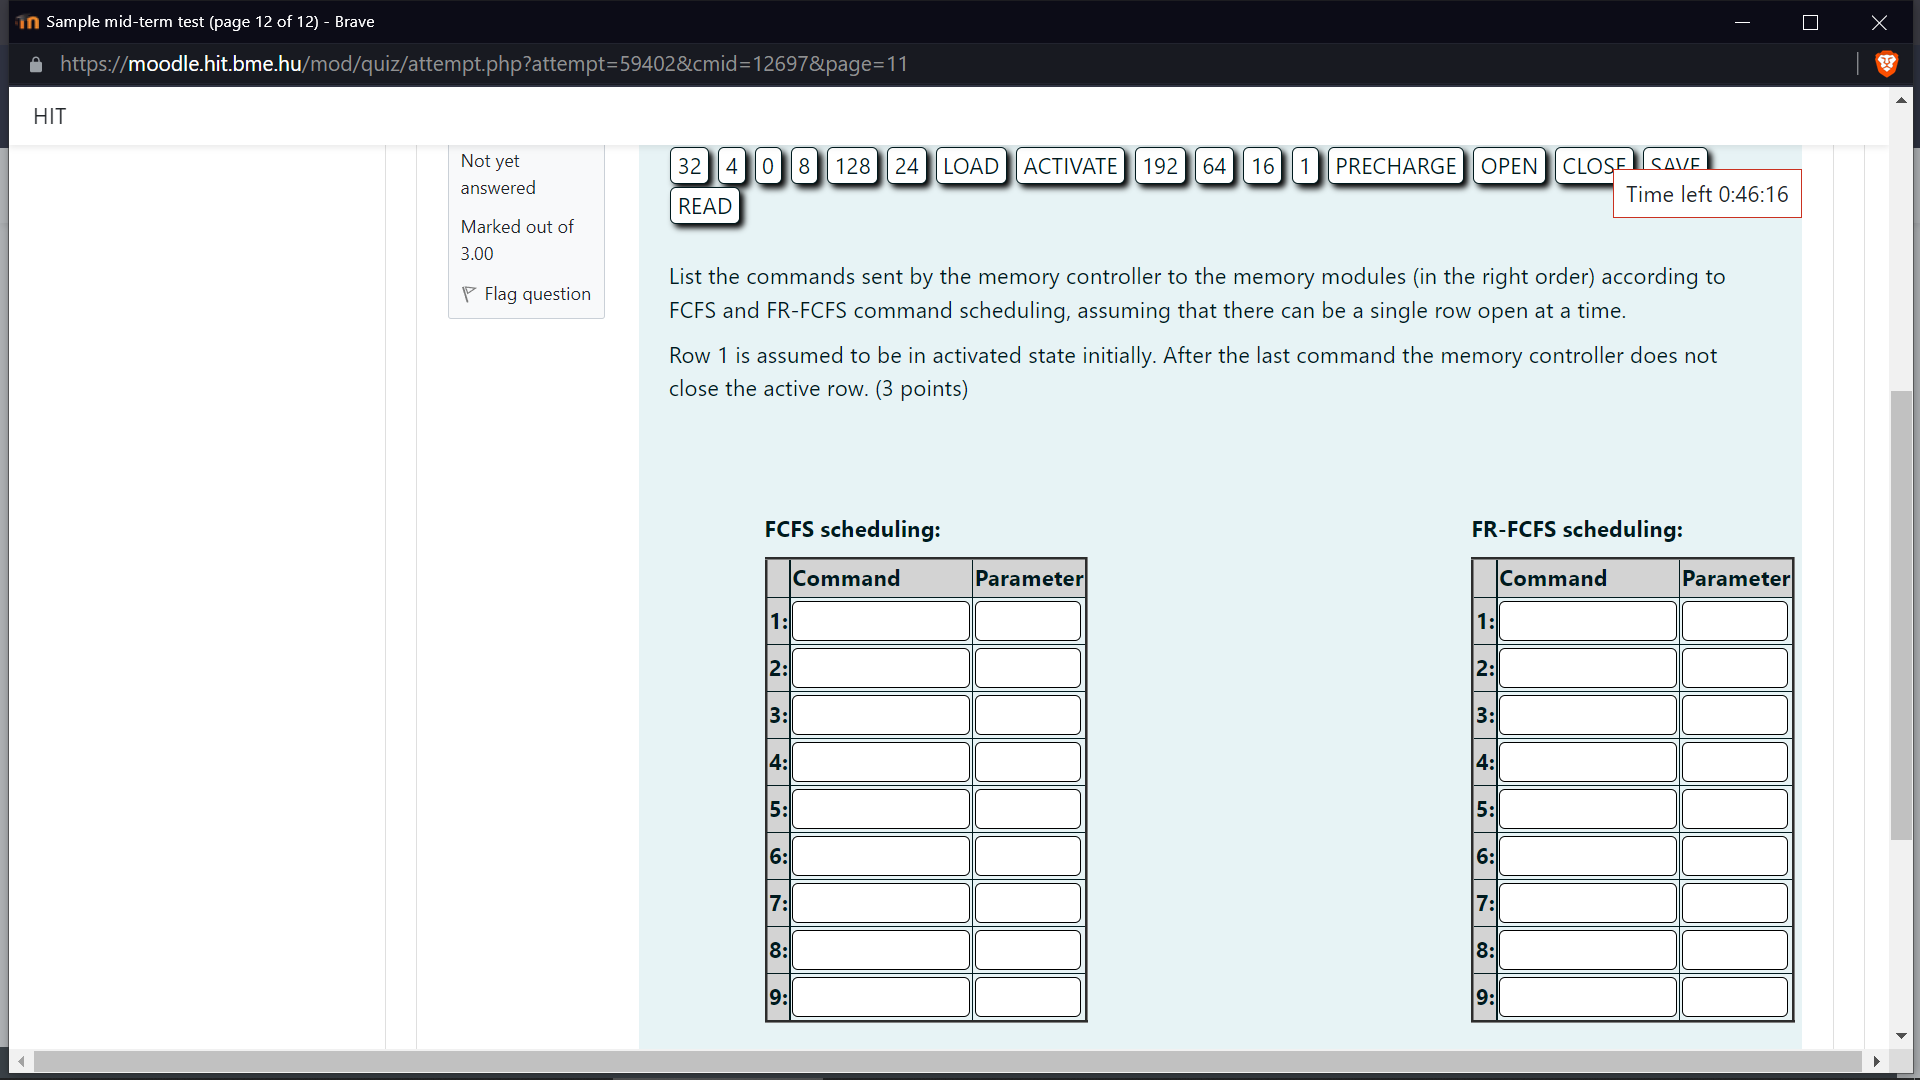 Sample mid-term test (page 12 of 12) - Brave
https://moodle.hit.bme.hu/mod/quiz/attempt.php?attempt=59402&cmid=12697&page=11
HIT
Not yet
answered
Marked out of
3.00
Flag question
32 4 0 8 128 24 LOAD ACTIVATE 192 64 16 1 PRECHARGE OPEN CLOSE SAVE
READ
Time left 0:46:16
List the commands sent by the memory controller to the memory modules (in the right order) according to
FCFS and FR-FCFS command scheduling, assuming that there can be a single row open at a time.
Row 1 is assumed to be in activated state initially. After the last command the memory controller does not
close the active row. (3 points)
FCFS scheduling:
Command Parameter
1:
2:
3:
4:
5:
6:
7:
8:
9:
FR-FCFS scheduling:
Command Parameter
1:
2:
3:
4:
5:
6:
7:
8:
9: